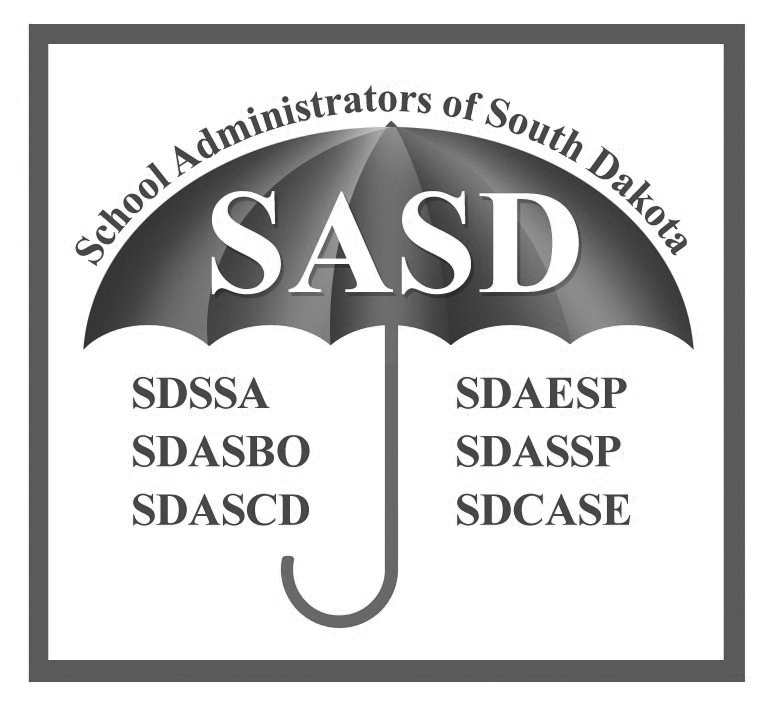 School Administrators of South Dakota
SASD
SDSSA
SDASBO
SDASCD
SDAESP
SDASSP
SDCASE